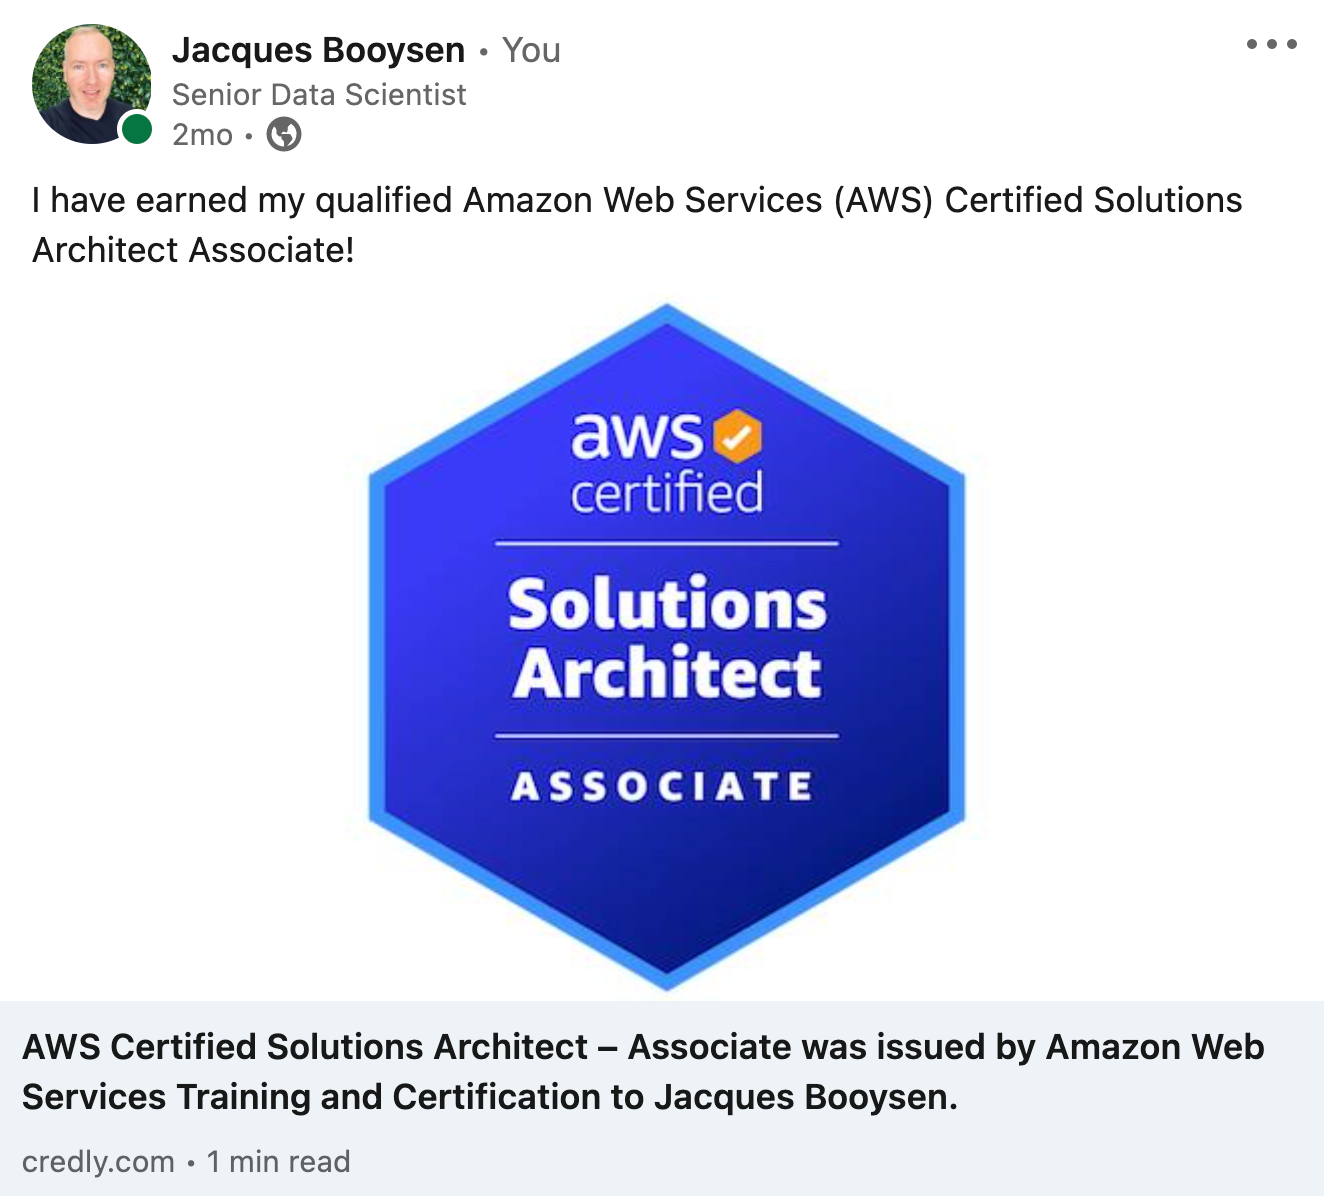 Jacques Booysen • You
Senior Data Scientist
2mo •
I have earned my qualified Amazon Web Services (AWS) Certified Solutions
Architect Associate!
aws
certified
Solutions
Architect
ASSOCIATE
AWS Certified Solutions Architect – Associate was issued by Amazon Web
Services Training and Certification to Jacques Booysen.
credly.com • 1 min read